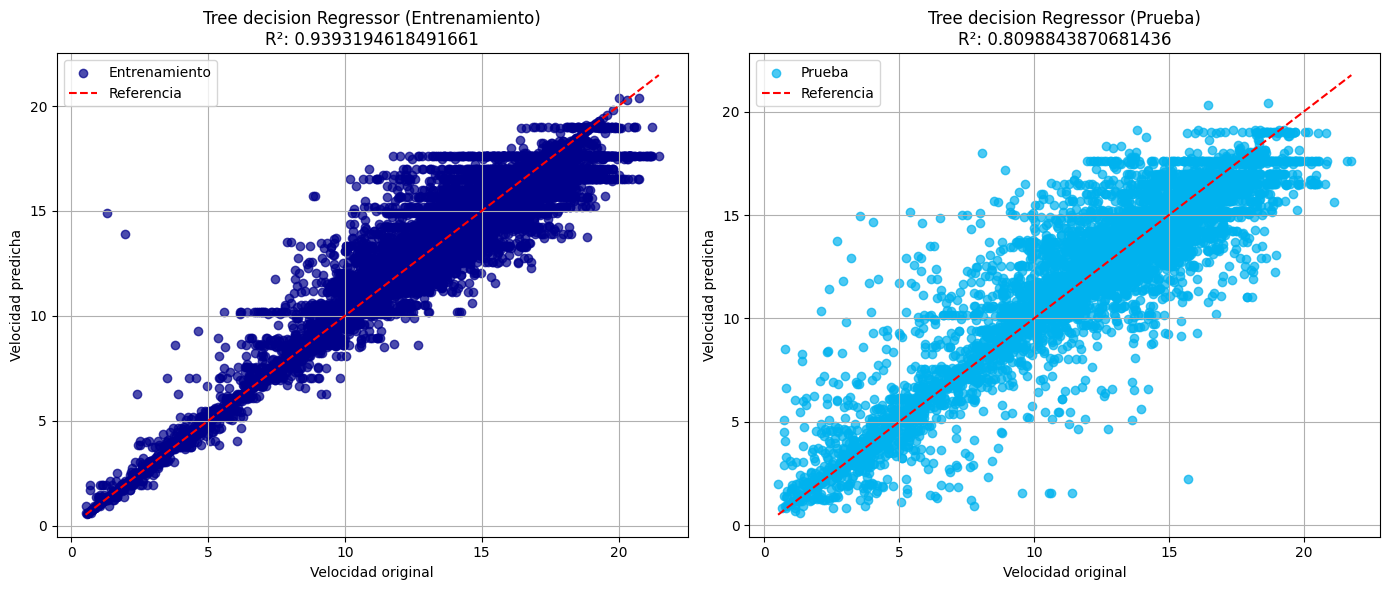 Tree decision Regressor (Entrenamiento)
R²: 0.9393194618491661
Entrenamiento
Referencia
20
15
10
5
0
Velocidad predicha
0 5 10 15 20
Velocidad original
Tree decision Regressor (Prueba)
R²: 0.8098843870681436
Prueba
Referencia
20
15
10
5
0
Velocidad predicha
0 5 10 15 20
Velocidad original